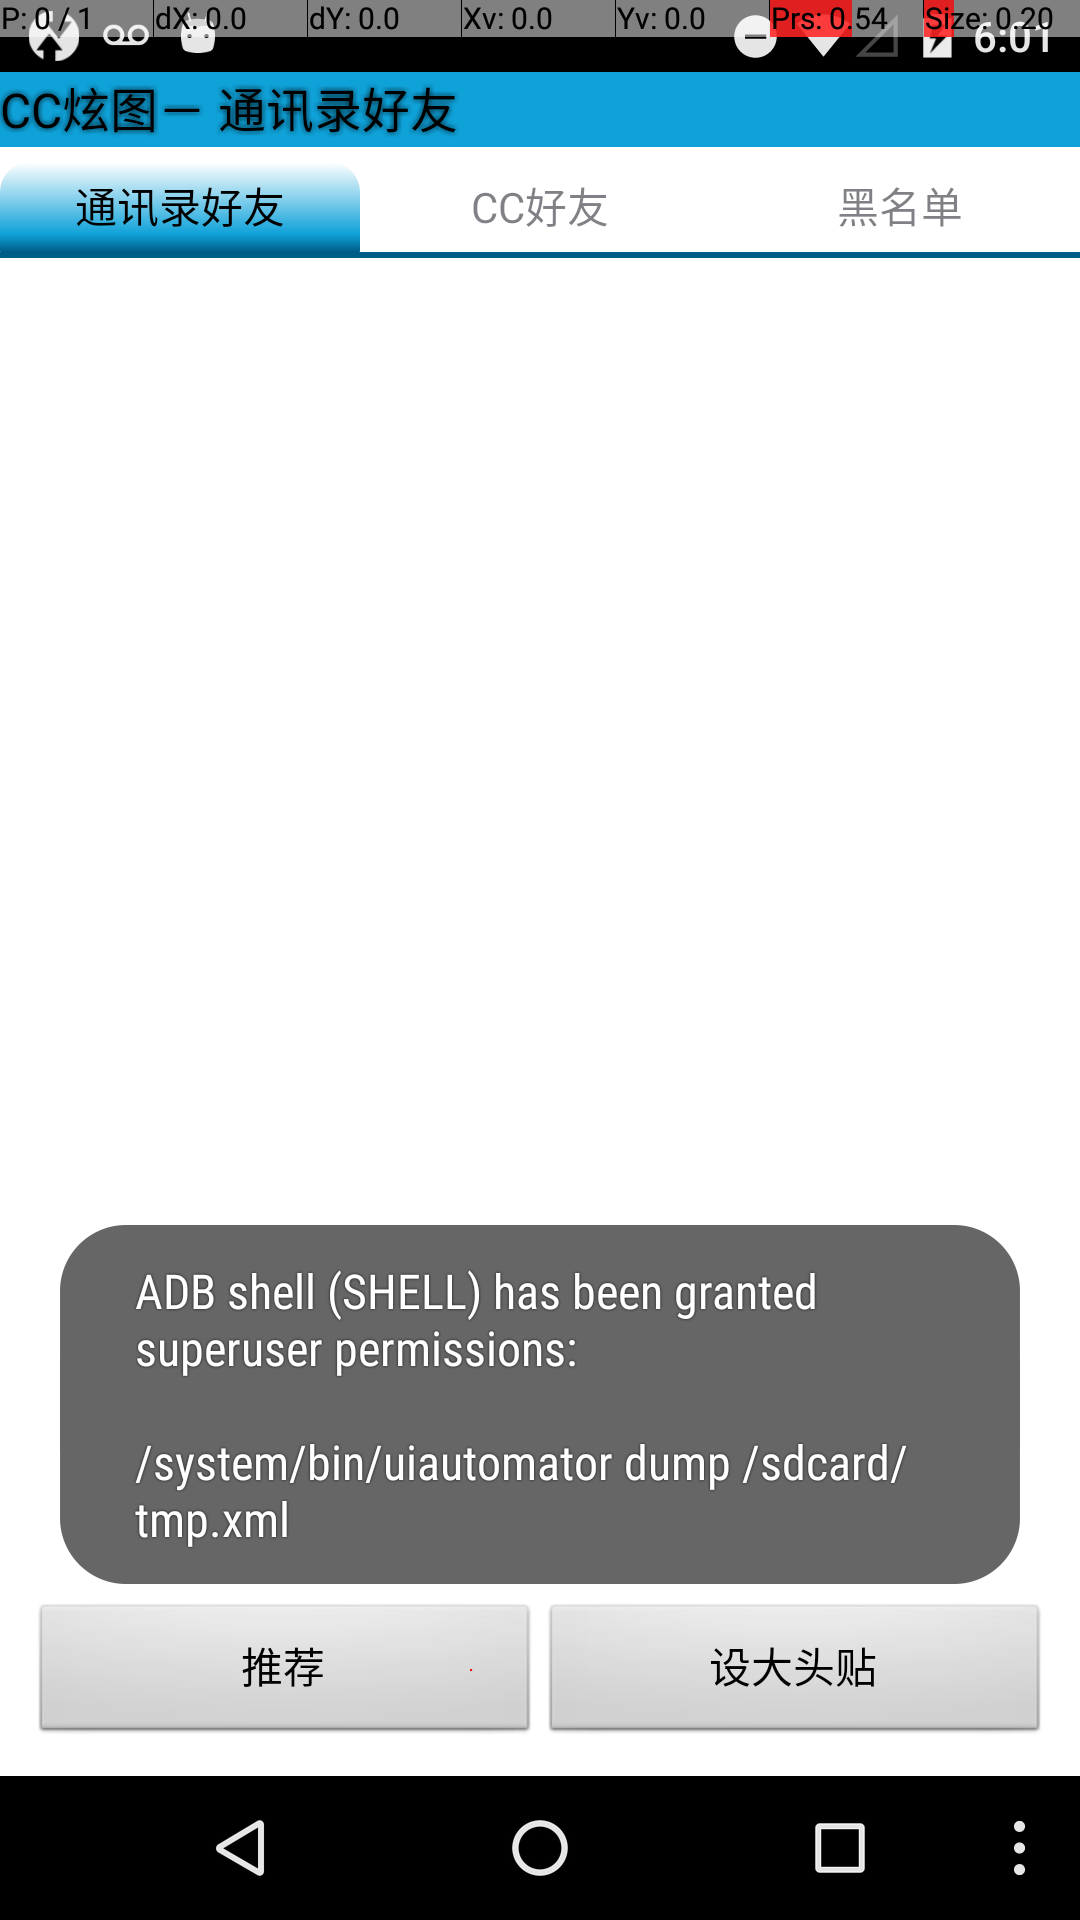 P: 0 / 1 dX: 0.0 dY: 0.0 Xv: 0.0 Yv: 0.0 Prs: 0.54 Size: 0.20
6:01
CC炫图－ 通讯录好友
通讯录好友 CC好友 黑名单
ADB shell (SHELL) has been granted
superuser permissions:
/system/bin/uiautomator dump /sdcard/
tmp.xml
推荐 设大头贴